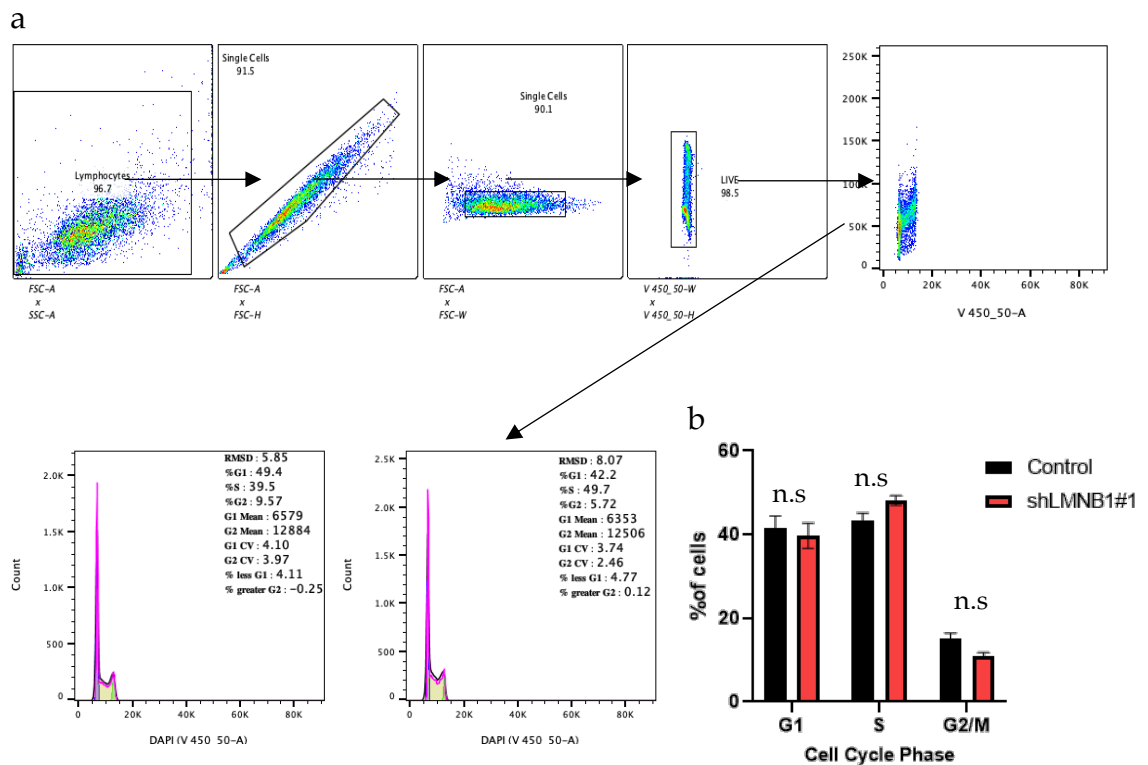 a
Lymphocytes
96.7
FSC-A
x
SSC-A
Single Cells
91.5
FSC-A
x
FSC-H
Single Cells
90.1
FSC-A
x
FSC-W
LIVE
98.5
V 450_50-W
x
V 450_50-H
250K
200K
150K
100K
50K
0
0 20K 40K 60K 80K
V 450_50-A
2.0K
1.5K
1.0K
500
0
Count
RMSD : 5.85
%G1 : 49.4
%S : 39.5
%G2 : 9.57
G1 Mean : 6579
G2 Mean : 12884
G1 CV : 4.10
G2 CV : 3.97
% less G1 : 4.11
% greater G2 : −0.25
0 20K 40K 60K 80K
DAPI (V 450_50-A)
2.5K
2.0K
1.5K
1.0K
500
0
Count
RMSD : 8.07
%G1 : 42.2
%S : 49.7
%G2 : 5.72
G1 Mean : 6353
G2 Mean : 12506
G1 CV : 3.74
G2 CV : 2.46
% less G1 : 4.77
% greater G2 : 0.12
0 20K 40K 60K 80K
DAPI (V 450_50-A)
b
60
40
20
0
%of cells
n.s
n.s
n.s
Control
shLMNB1#1
G1 S G2/M
Cell Cycle Phase